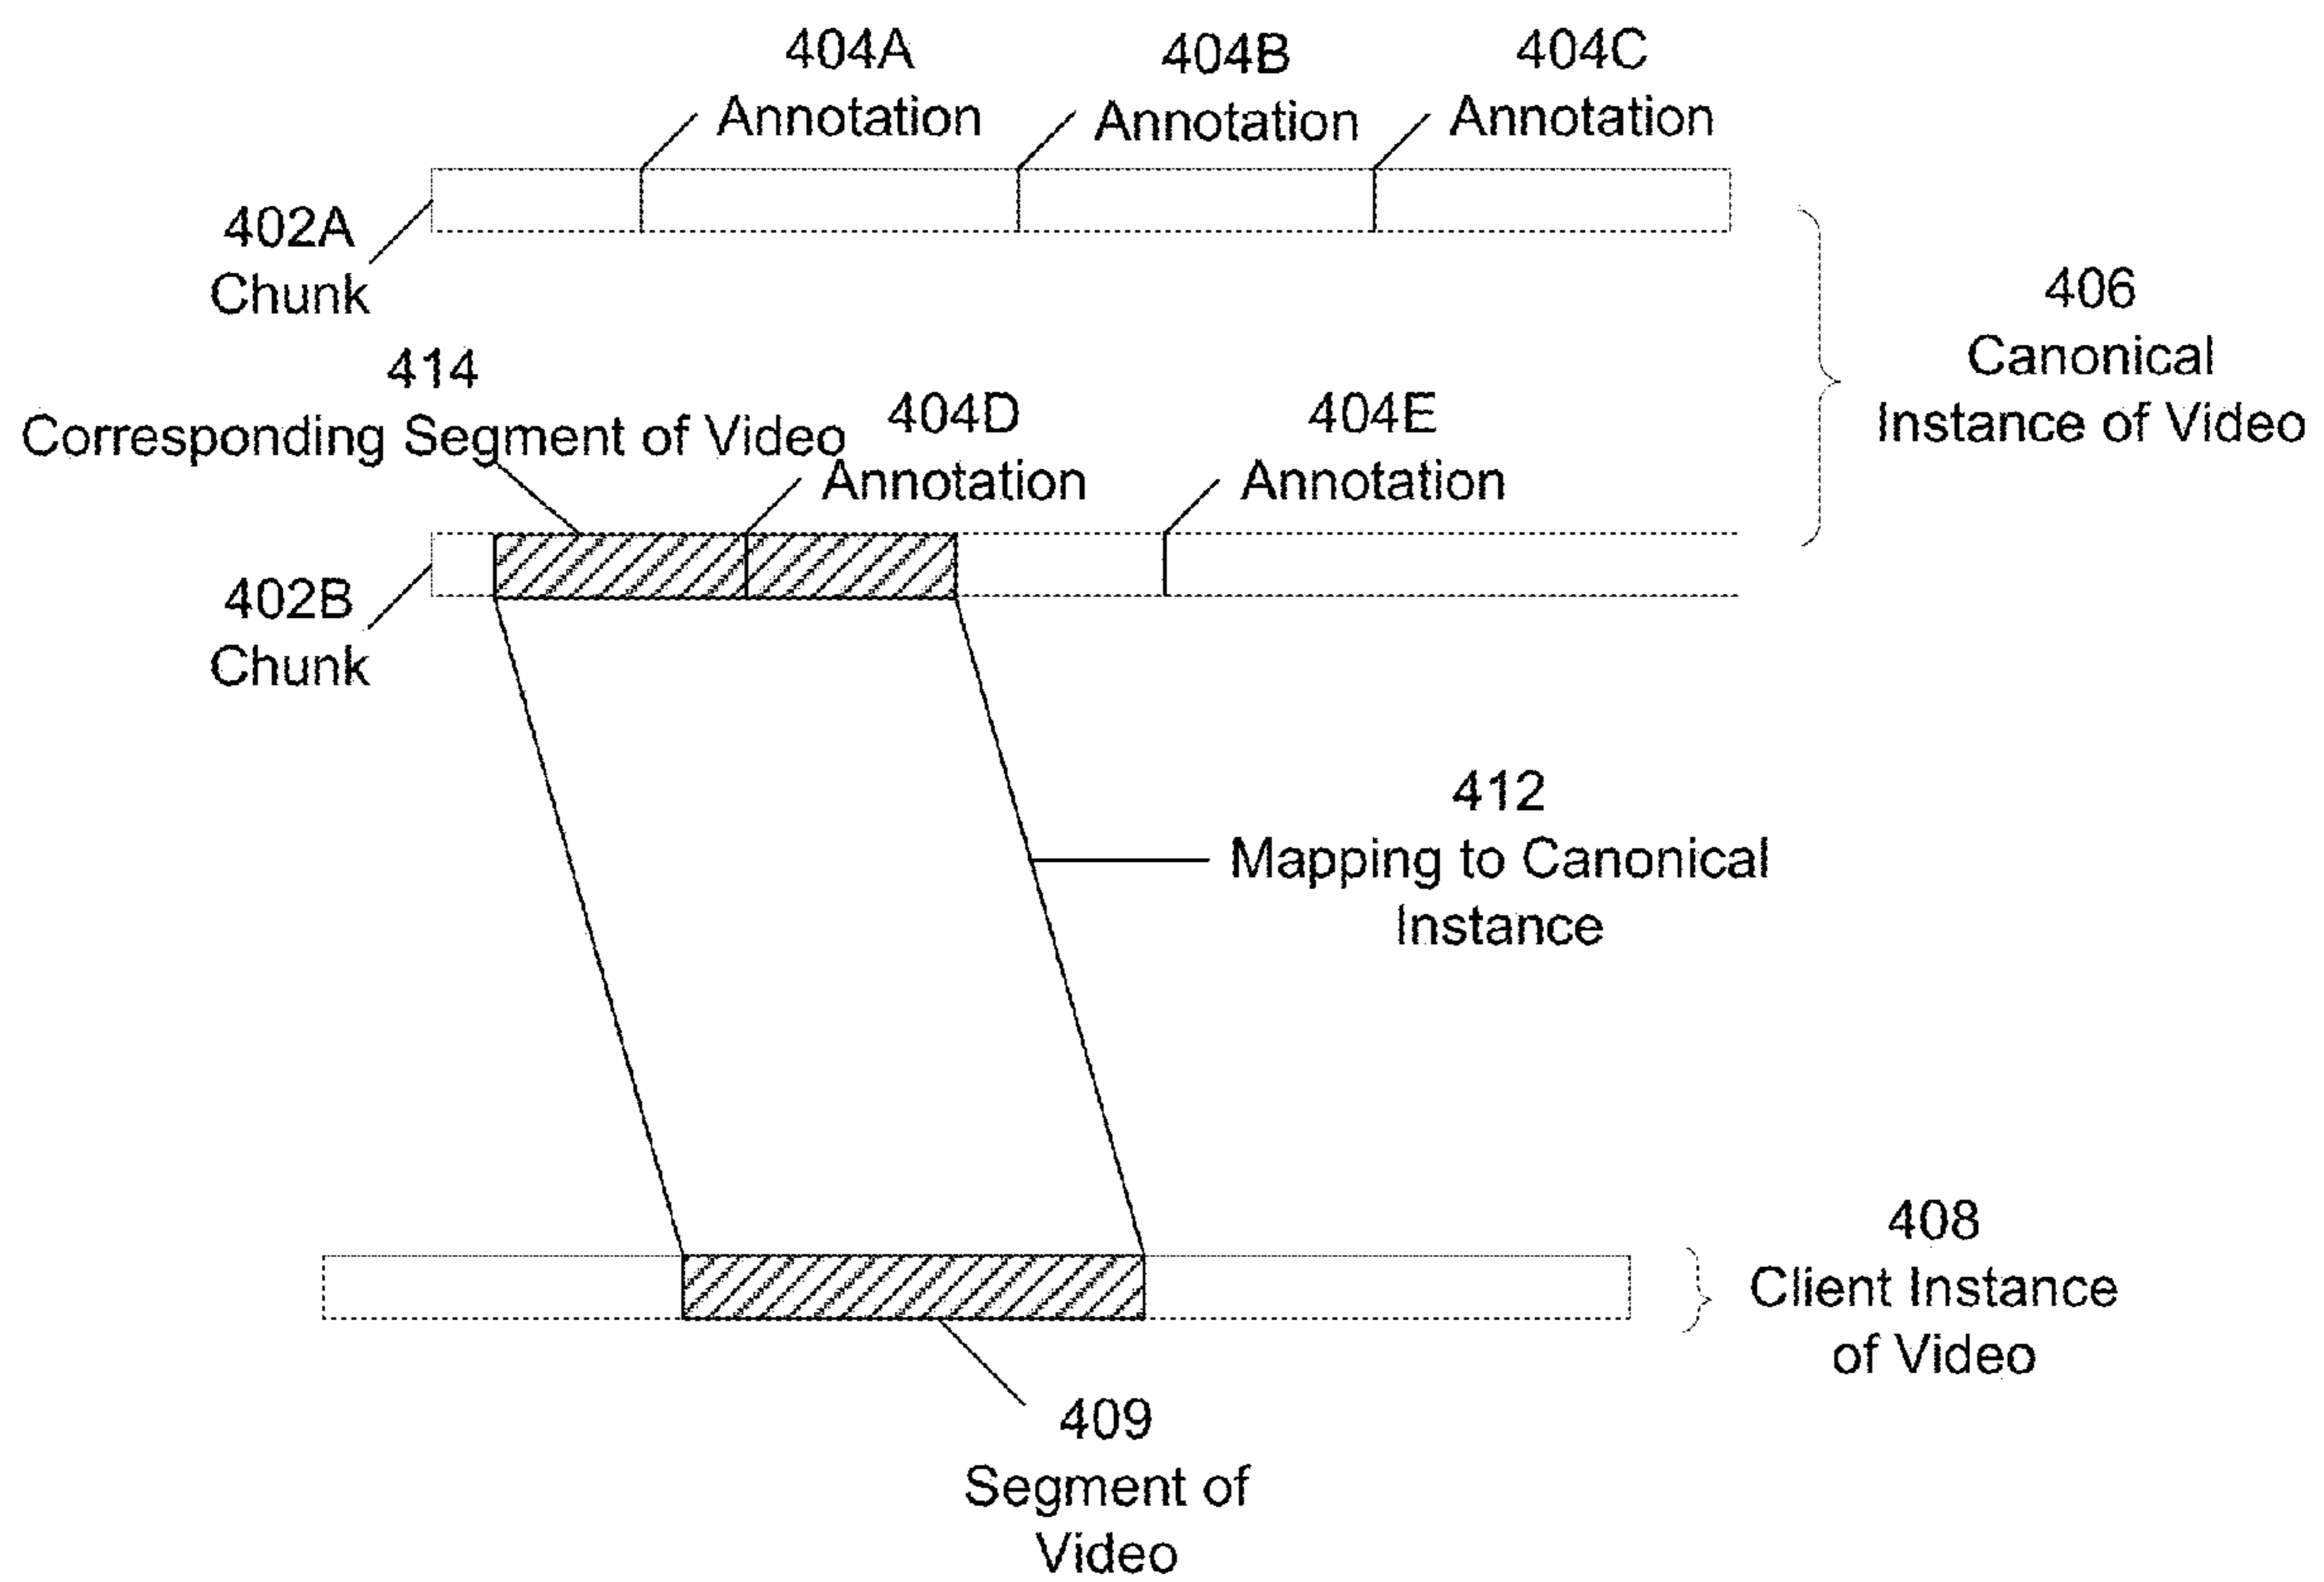 404A
Annotation
404B
Annotation
404C
Annotation
402A
Chunk
406
Canonical
Instance of Video
414
Corresponding Segment of Video
404D
Annotation
404E
Annotation
402B
Chunk
412
Mapping to Canonical
Instance
408
Client Instance
of Video
409
Segment of
Video